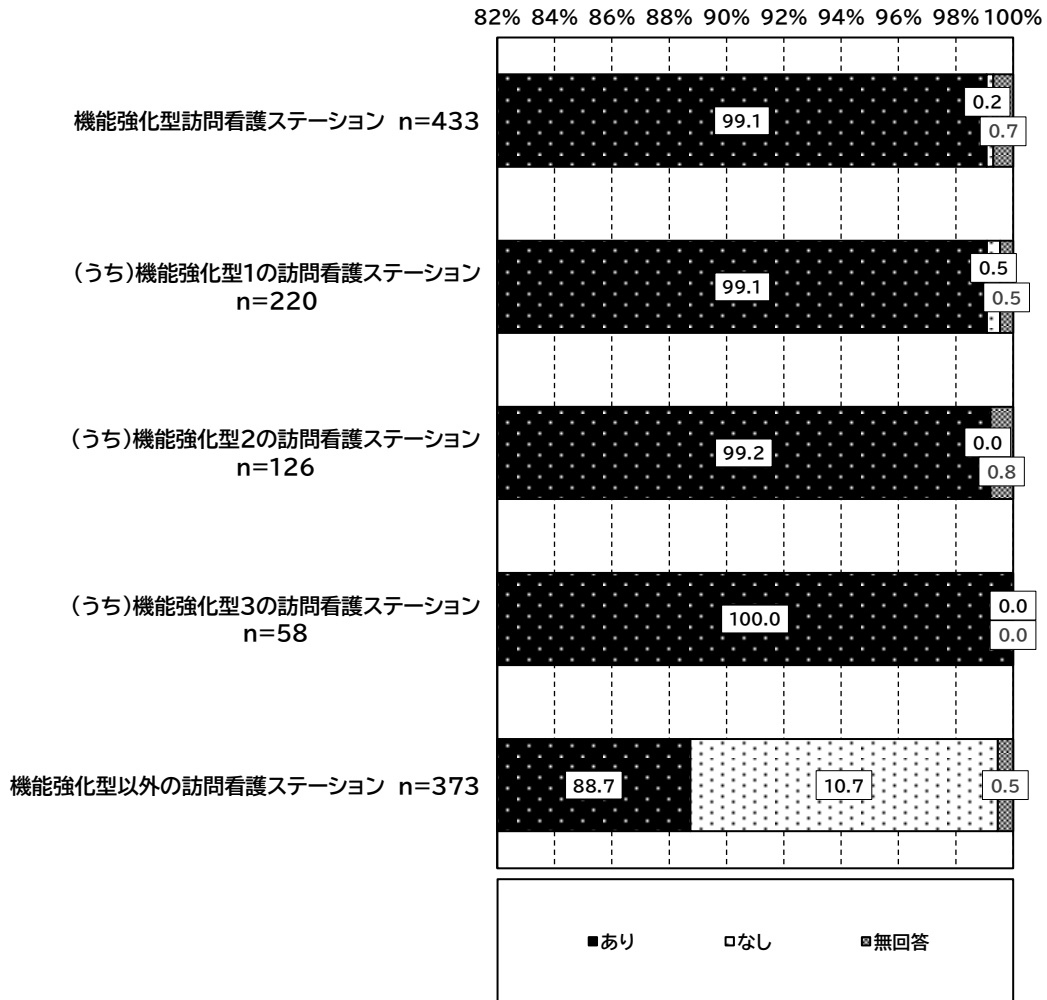 82% 84% 86% 88% 90% 92% 94% 96% 98% 100%
機能強化型訪問看護ステーション n=433
99.1
0.2
0.7
(うち)機能強化型1の訪問看護ステーション
n=220
99.1
0.5
0.5
(うち)機能強化型2の訪問看護ステーション
n=126
99.2
0.0
0.8
(うち)機能強化型3の訪問看護ステーション
n=58
100.0
0.0
0.0
機能強化型以外の訪問看護ステーション n=373
88.7
10.7
0.5
あり なし 無回答